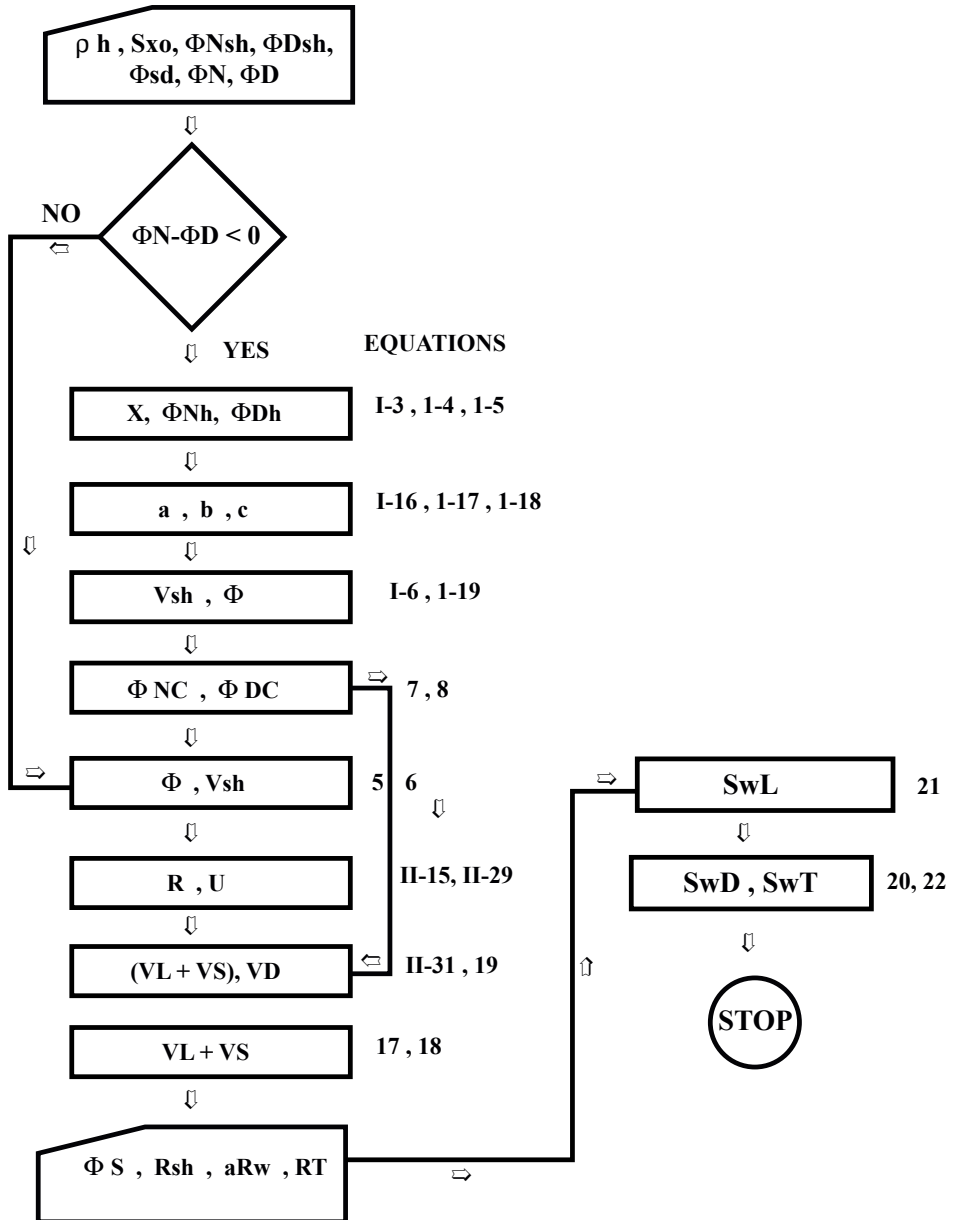 ρ h , Sxo, ΦNsh, ΦDsh,
Φsd, ΦN, ΦD
NO
ΦN-ΦD < 0
YES
EQUATIONS
X, ΦNh, ΦDh
I-3 , 1-4 , 1-5
a , b , c
I-16 , 1-17 , 1-18
Vsh , Φ
I-6 , 1-19
Φ NC , Φ DC
7 , 8
Φ , Vsh
5
6
R , U
II-15, II-29
(VL + VS), VD
II-31 , 19
VL + VS
17 , 18
Φ S , Rsh , aRw , RT
SwL
21
SwD , SwT
20, 22
STOP